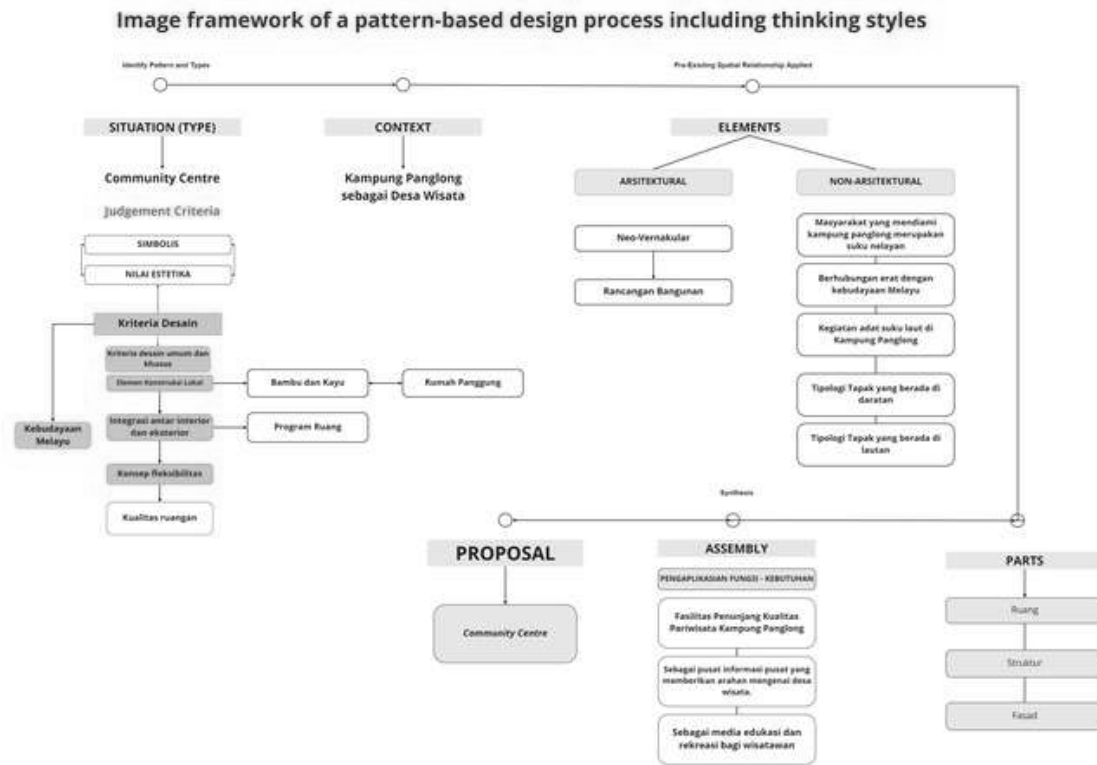 Image framework of a pattern-based design process including thinking styles
Identify Pattern and Types
Pre-Existing Spatial Relationship Applied
SITUATION (TYPE)
CONTEXT
ELEMENTS
Community Centre
Kampung Panglong
sebagai Desa Wisata
ARSITEKTURAL
NON-ARSITEKTURAL
Judgement Criteria
SIMBOLIS
NILAI ESTETIKA
Neo-Vernakular
Rancangan Bangunan
Masyarakat yang mendiami
kampung panglong merupakan
suku nelayan
Berhubungan erat dengan
kebudayaan Melayu
Kegiatan adat suku laut di
Kampung Panglong
Tipologi Tapak yang berada di
daratan
Tipologi Tapak yang berada di
lautan
Kriteria Desain
Kriteria desain umum dan
khusus
Elemen Konstruksi Lokal
Bambu dan Kayu
Rumah Panggung
Kebudayaan
Melayu
Integrasi antar interior
dan eksterior
Program Ruang
Konsep fleksibilitas
Kualitas ruangan
Synthesis
PROPOSAL
ASSEMBLY
PARTS
Community Centre
PENGAPLIKASIAN FUNGSI - KEBUTUHAN
Fasilitas Penunjang Kualitas
Pariwisata Kampung Panglong
Sebagai pusat informasi pusat yang
memberikan arahan mengenai desa
wisata.
Sebagai media edukasi dan
rekreasi bagi wisatawan
Ruang
Struktur
Fasad